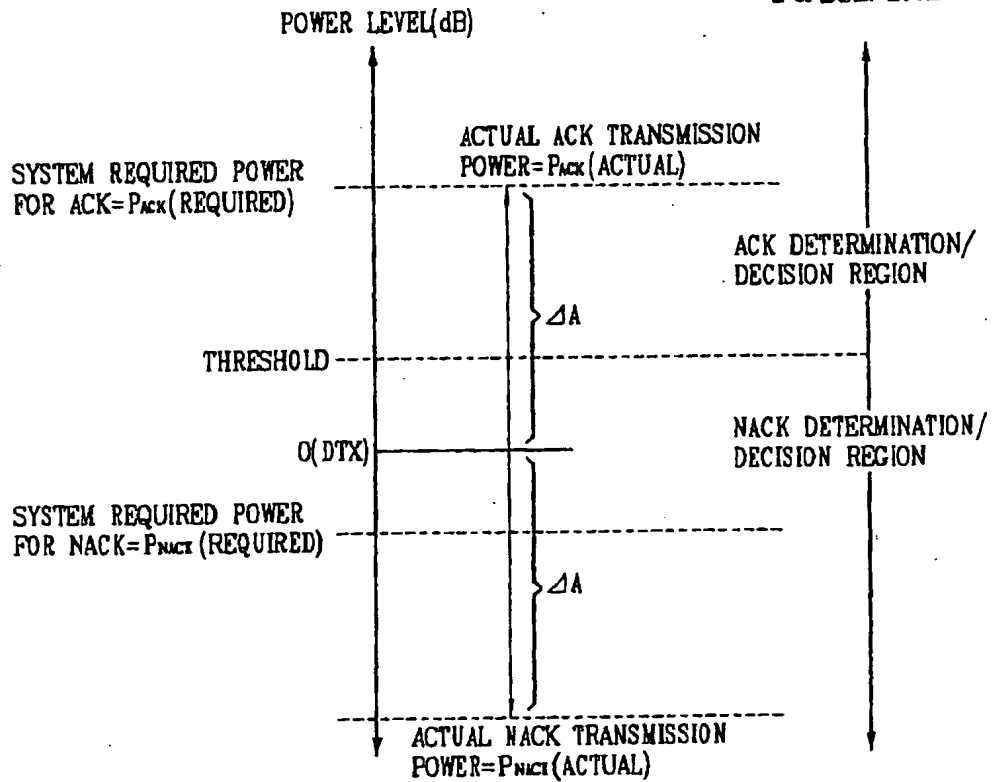 POWER LEVEL(dB)
ACTUAL ACK TRANSMISSION
POWER=PACK(ACTUAL)
SYSTEM REQUIRED POWER
FOR ACK=PACK(REQUIRED)
ACK DETERMINATION/
DECISION REGION
ΔA
THRESHOLD
0(DTX)
NACK DETERMINATION/
DECISION REGION
SYSTEM REQUIRED POWER
FOR NACK=PNACK(REQUIRED)
ΔA
ACTUAL NACK TRANSMISSION
POWER=PNACK(ACTUAL)